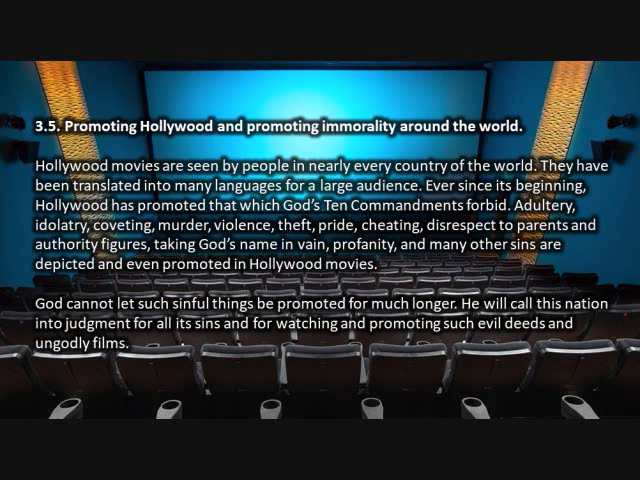 3.5. Promoting Hollywood and promoting immorality around the world.
Hollywood movies are seen by people in nearly every country of the world. They have
been translated into many languages for a large audience. Ever since its beginning,
Hollywood has promoted that which God's Ten Commandments forbid. Adultery,
idolatry, coveting, murder, violence, theft, pride, cheating, disrespect to parents and
authority figures, taking God's name in vain, profanity, and many other sins are
depicted and even promoted in Hollywood movies.
God cannot let such sinful things be promoted for much longer. He will call this nation
into judgment for all its sins and for watching and promoting such evil deeds and
ungodly films.